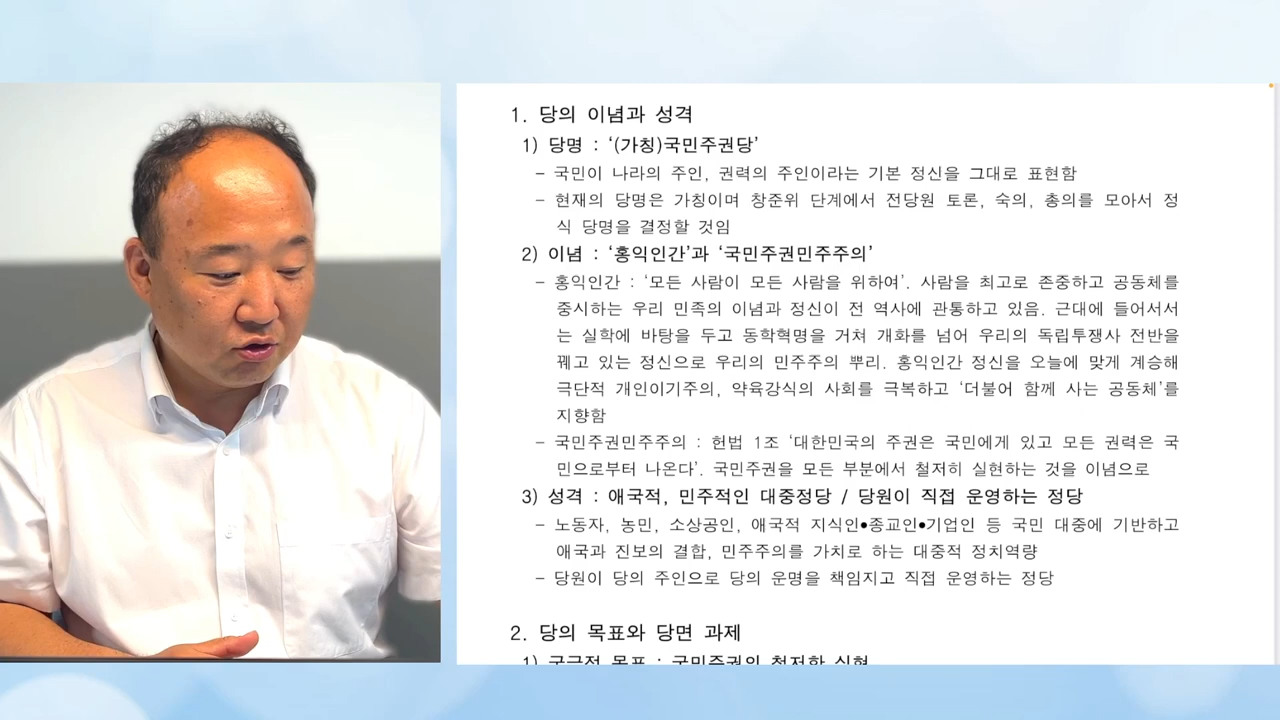 1. 당의 이념과 성격
1) 당명 : ‘(가칭)국민주권당’
– 국민이 나라의 주인, 권력의 주인이라는 기본 정신을 그대로 표현함
– 현재의 당명은 가칭이며 창준위 단계에서 전당원 토론, 숙의, 총의를 모아서 정
식 당명을 결정할 것임
2) 이념 : ‘홍익인간’과 ‘국민주권민주주의’
– 홍익인간 : ‘모든 사람이 모든 사람을 위하여’. 사람을 최고로 존중하고 공동체를
중시하는 우리 민족의 이념과 정신이 전 역사에 관통하고 있음. 근대에 들어서서
는 실학에 바탕을 두고 동학혁명을 거쳐 개화를 넘어 우리의 독립투쟁사 전반을
꿰고 있는 정신으로 우리의 민주주의 뿌리. 홍익인간 정신을 오늘에 맞게 계승해
극단적 개인이기주의, 약육강식의 사회를 극복하고 ‘더불어 함께 사는 공동체’를
지향함
– 국민주권민주주의 : 헌법 1조 ‘대한민국의 주권은 국민에게 있고 모든 권력은 국
민으로부터 나온다’. 국민주권을 모든 부분에서 철저히 실현하는 것을 이념으로
3) 성격 : 애국적, 민주적인 대중정당 / 당원이 직접 운영하는 정당
– 노동자, 농민, 소상공인, 애국적 지식인•종교인•기업인 등 국민 대중에 기반하고
애국과 진보의 결합, 민주주의를 가치로 하는 대중적 정치역량
– 당원이 당의 주인으로 당의 운명을 책임지고 직접 운영하는 정당
2. 당의 목표와 당면 과제
1) 궁극적 목표 : 국민주권의 철저한 실현